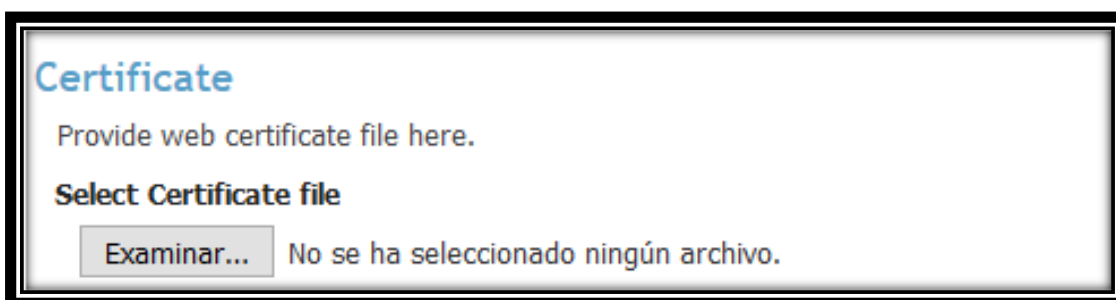 Certificate
Provide web certificate file here.
Select Certificate file
Examinar... No se ha seleccionado ningún archivo.